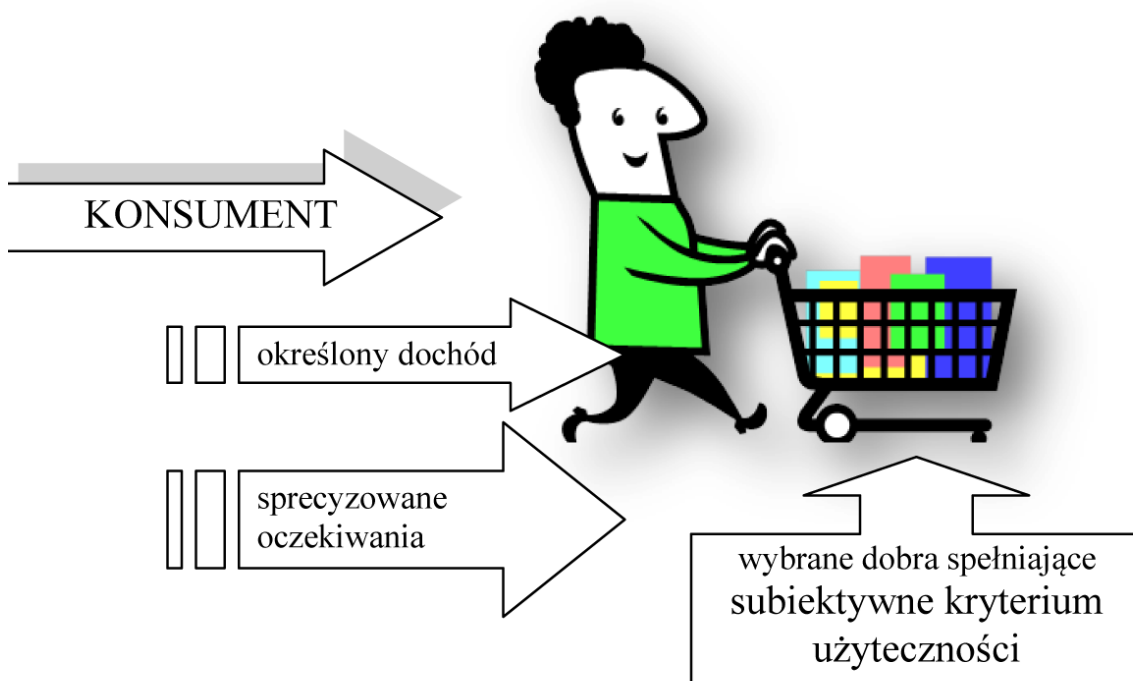 KONSUMENT
określony dochód
sprecyzowane
oczekiwania
wybrane dobra spełniające
subiektywne kryterium
użyteczności